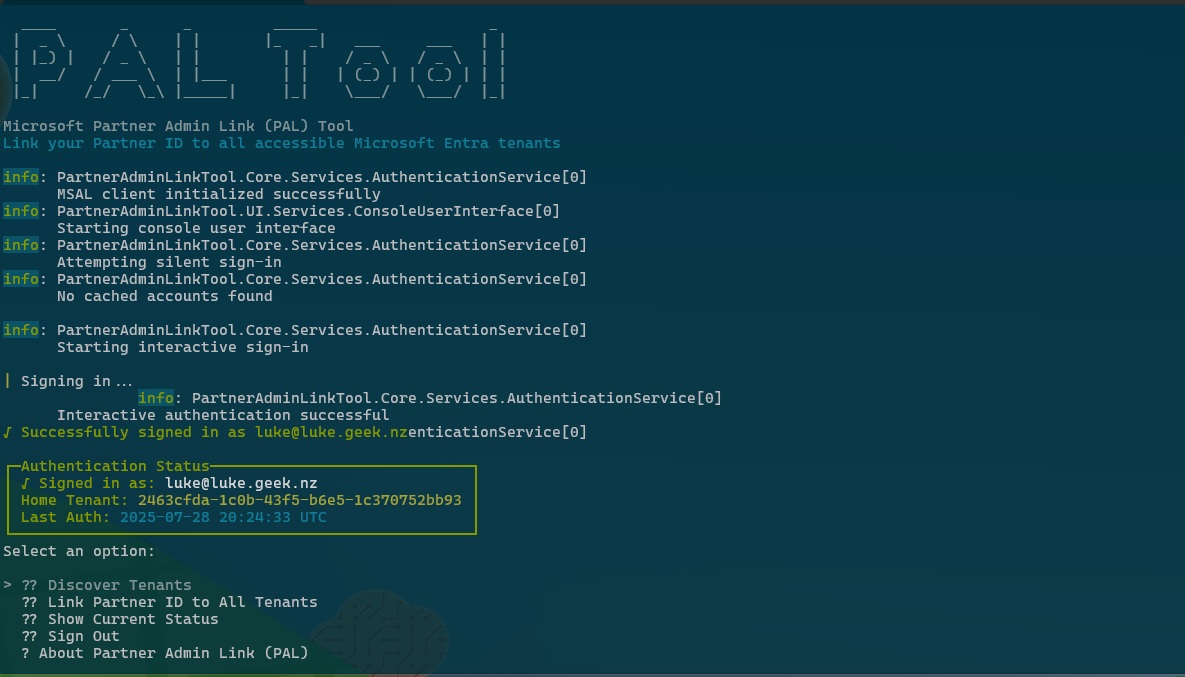 PAL Tool
Microsoft Partner Admin Link (PAL) Tool
Link your Partner ID to all accessible Microsoft Entra tenants
info: PartnerAdminLinkTool.Core.Services.AuthenticationService[0]
MSAL client initialized successfully
info: PartnerAdminLinkTool.UI.Services.ConsoleUserInterface[0]
Starting console user interface
info: PartnerAdminLinkTool.Core.Services.AuthenticationService[0]
Attempting silent sign-in
info: PartnerAdminLinkTool.Core.Services.AuthenticationService[0]
No cached accounts found
info: PartnerAdminLinkTool.Core.Services.AuthenticationService[0]
Starting interactive sign-in
| Signing in...
info: PartnerAdminLinkTool.Core.Services.AuthenticationService[0]
Interactive authentication successful
√ Successfully signed in as luke@luke.geek.nzenticationService[0]
Authentication Status
√ Signed in as: luke@luke.geek.nz
Home Tenant: 2463cfda-1c0b-43f5-b6e5-1c370752bb93
Last Auth: 2025-07-28 20:24:33 UTC
Select an option:
> ?? Discover Tenants
?? Link Partner ID to All Tenants
?? Show Current Status
?? Sign Out
? About Partner Admin Link (PAL)